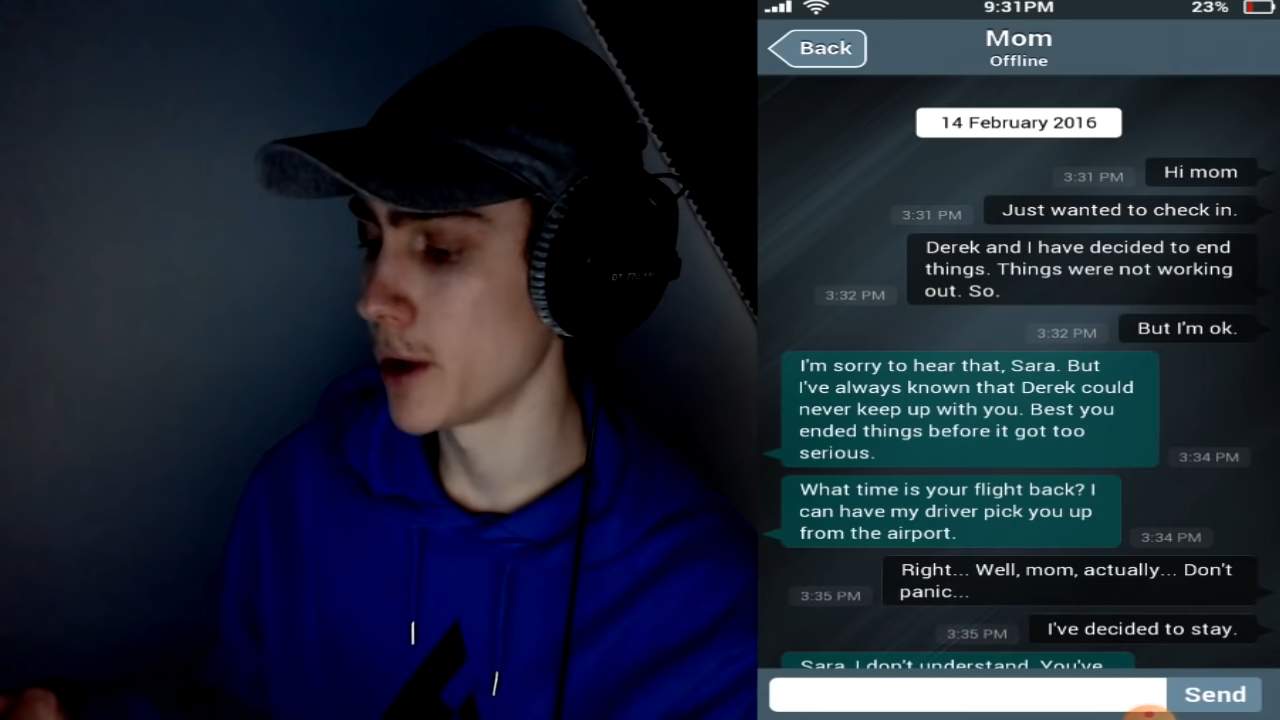 9:31PM
23%
Back
Mom
Offline
14 February 2016
3:31 PM
Hi mom
3:31 PM
Just wanted to check in.
Derek and I have decided to end
things. Things were not working
out. So.
3:32 PM
3:32 PM
But I'm ok.
I'm sorry to hear that, Sara. But
I've always known that Derek could
never keep up with you. Best you
ended things before it got too
serious.
3:34 PM
What time is your flight back? I
can have my driver pick you up
from the airport.
3:34 PM
Right... Well, mom, actually... Don't
panic...
3:35 PM
3:35 PM
I've decided to stay.
Sara, I don't understand. You've
Send